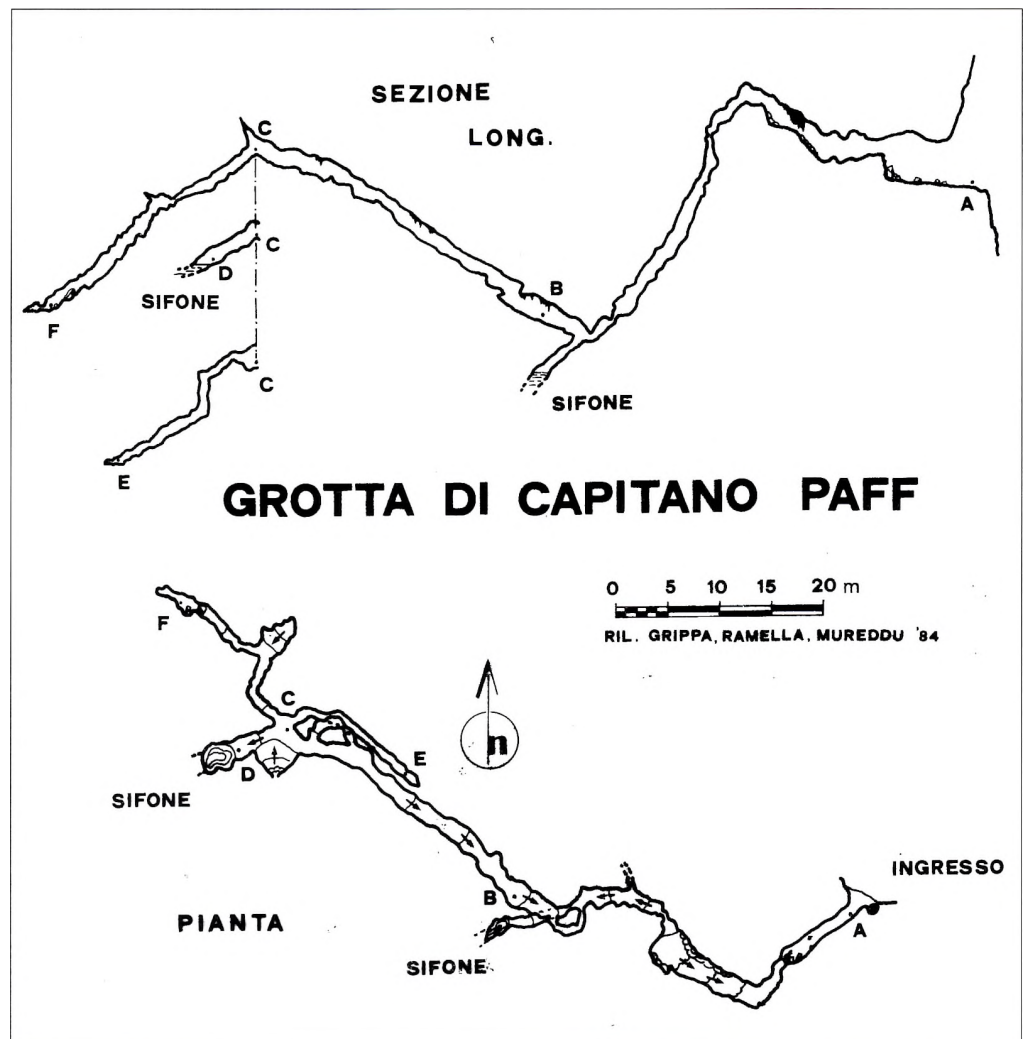 SEZIONE
LONG.
C
A
C
D
SIFONE
B
F
C
SIFONE
E
GROTTA DI CAPITANO PAFF
0 5 10 15 20 m
RIL. GRIPPA, RAMELLA, MUREDDU '84
F
C
n
E
D
SIFONE
INGRESSO
B
A
PIANTA
SIFONE